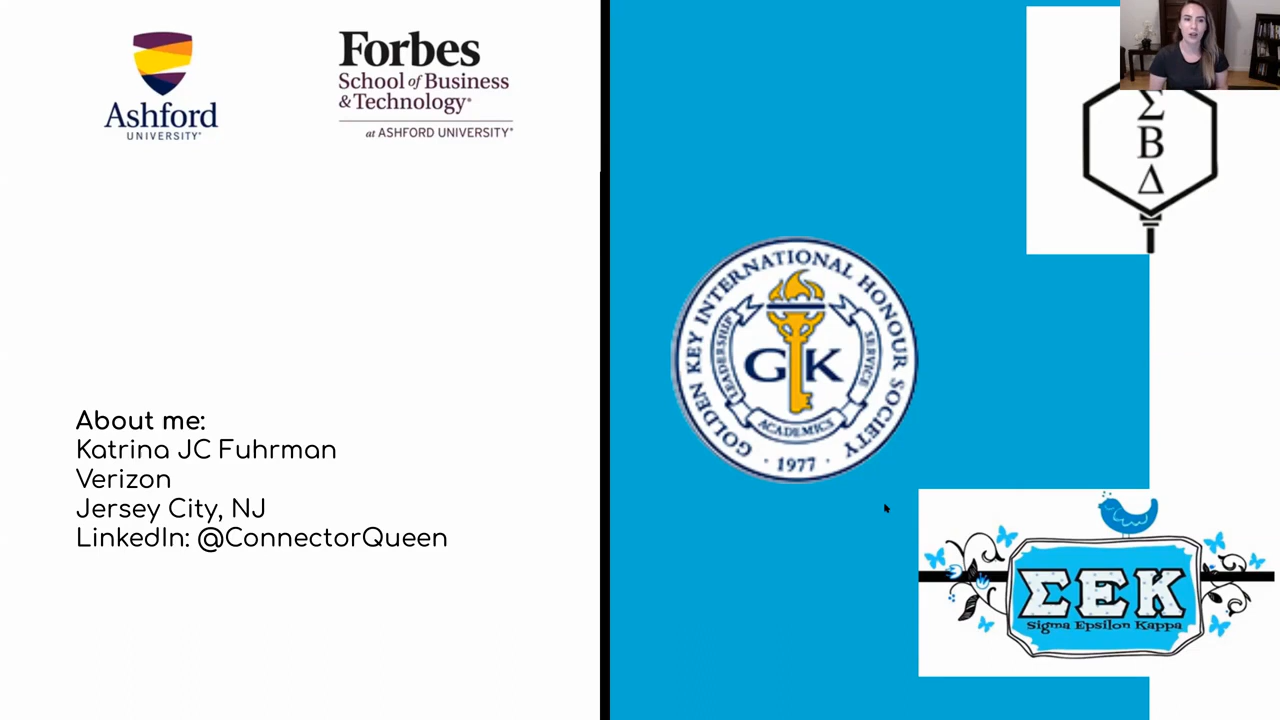 Ashford
UNIVERSITY®
Forbes
School of Business
& Technology®
at ASHFORD UNIVERSITY®
About me:
Katrina JC Fuhrman
Verizon
Jersey City, NJ
LinkedIn: @ConnectorQueen
GOLDEN KEY INTERNATIONAL HONOUR SOCIETY
LEADERSHIP
SERVICE
GK
ACADEMICS
· 1977 ·
Σ
Β
Δ
ΣΕΚ
Sigma Epsilon Kappa